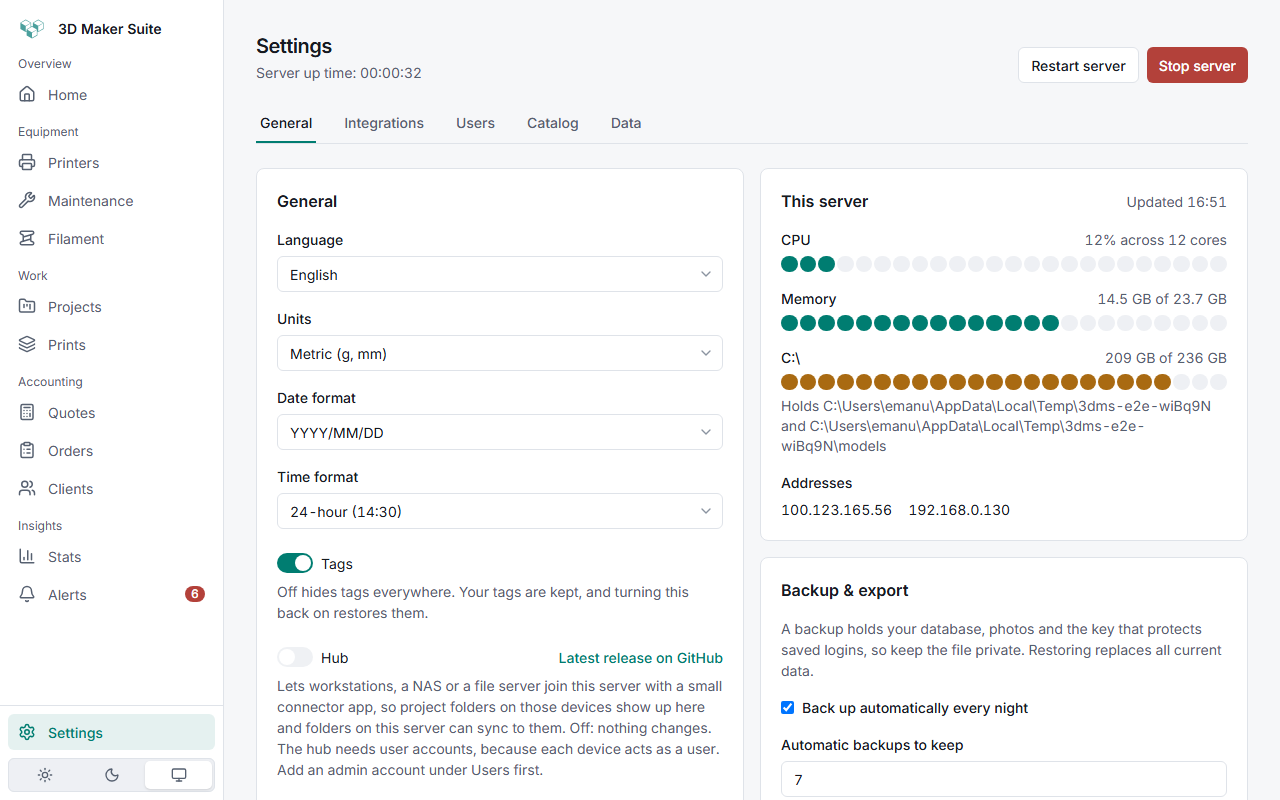 3D Maker Suite
Overview
Home
Equipment
Printers
Maintenance
Filament
Work
Projects
Prints
Accounting
Quotes
Orders
Clients
Insights
Stats
Alerts
6
Settings
Settings
Server up time: 00:00:32
Restart server
Stop server
General
Integrations
Users
Catalog
Data
General
Language
English
Units
Metric (g, mm)
Date format
YYYY/MM/DD
Time format
24-hour (14:30)
Tags
Off hides tags everywhere. Your tags are kept, and turning this
back on restores them.
Hub
Latest release on GitHub
Lets workstations, a NAS or a file server join this server with a small
connector app, so project folders on those devices show up here
and folders on this server can sync to them. Off: nothing changes.
The hub needs user accounts, because each device acts as a user.
Add an admin account under Users first.
This server
Updated 16:51
CPU
12% across 12 cores
Memory
14.5 GB of 23.7 GB
C:\
209 GB of 236 GB
Holds C:\Users\emanu\AppData\Local\Temp\3dms-e2e-wiBq9N
and C:\Users\emanu\AppData\Local\Temp\3dms-e2e-
wiBq9N\models
Addresses
100.123.165.56
192.168.0.130
Backup & export
A backup holds your database, photos and the key that protects
saved logins, so keep the file private. Restoring replaces all current
data.
Back up automatically every night
Automatic backups to keep
7